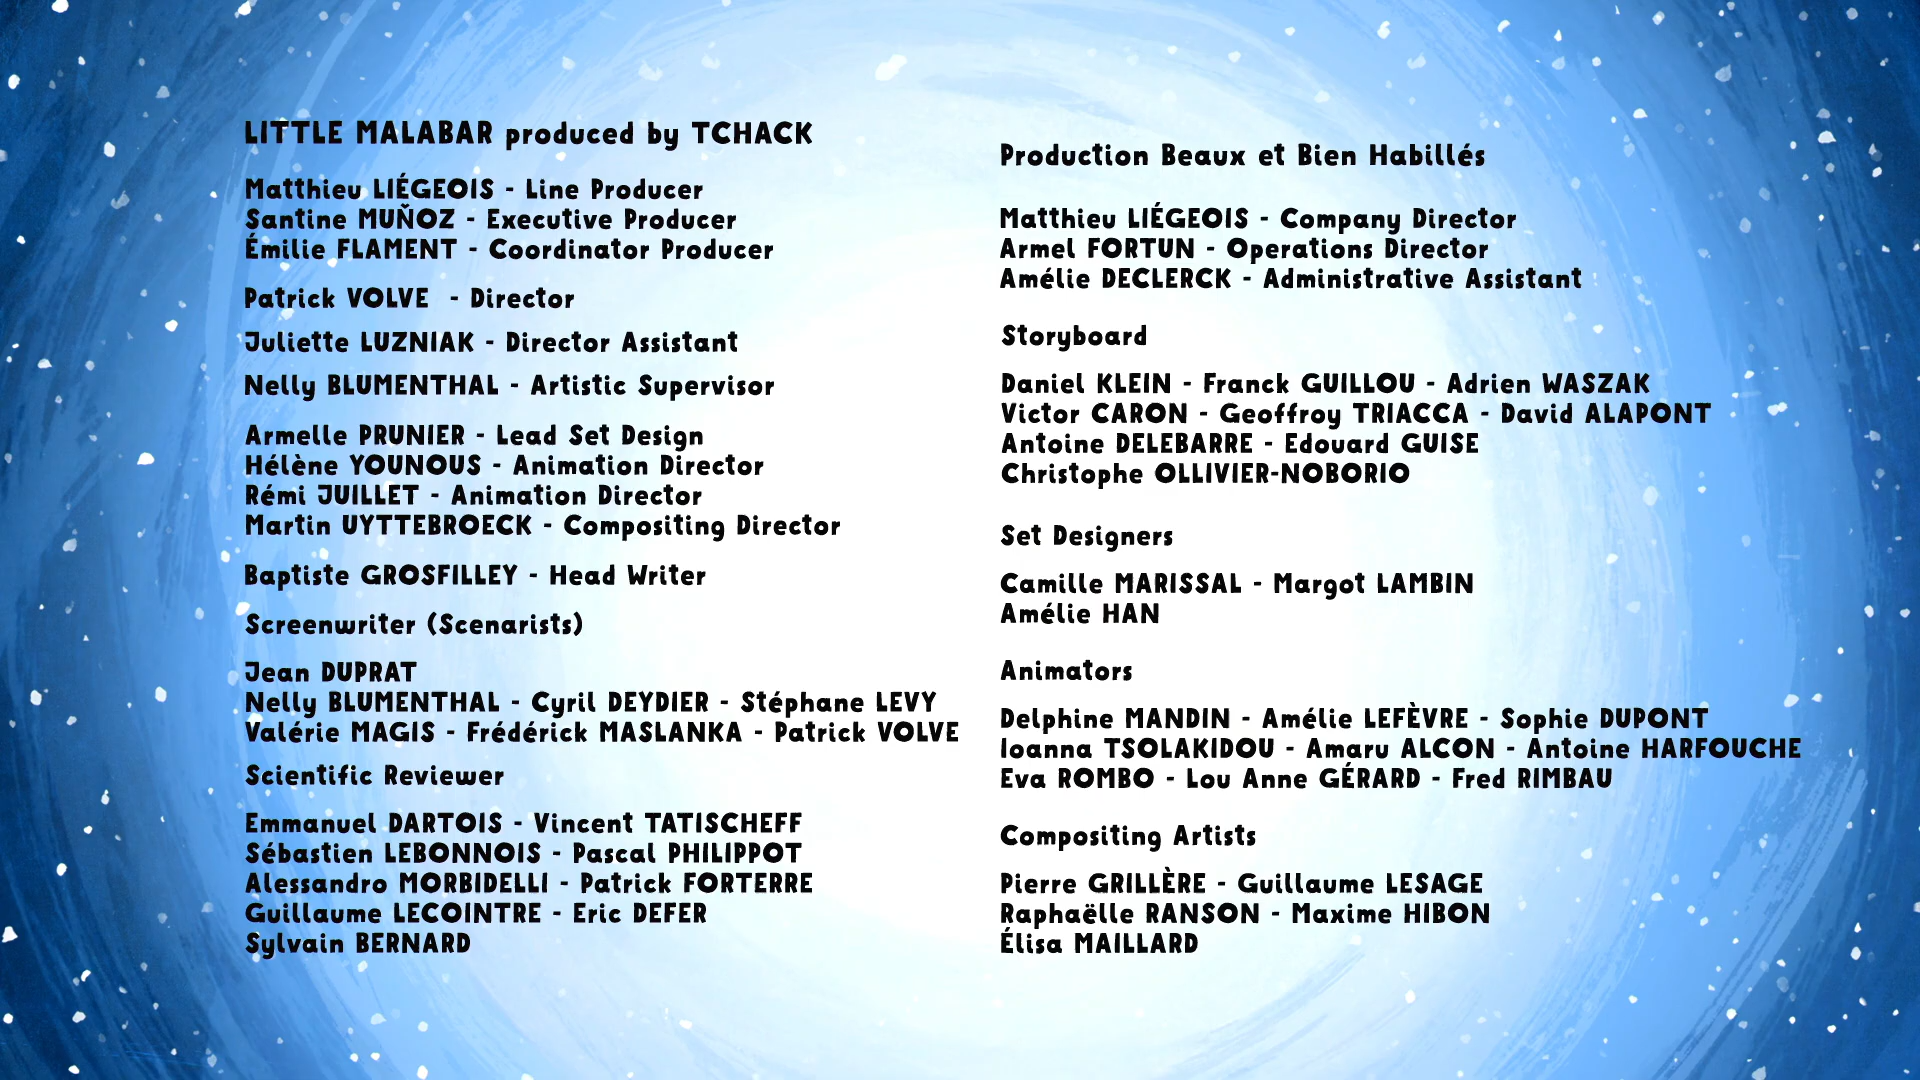 LITTLE MALABAR produced by TCHACK
Matthieu LIÉGEOIS - Line Producer
Santine MUÑOZ - Executive Producer
Émilie FLAMENT - Coordinator Producer
Patrick VOLVE - Director
Juliette LUZNIAK - Director Assistant
Nelly BLUMENTHAL - Artistic Supervisor
Armelle PRUNIER - Lead Set Design
Hélène YOUNOUS - Animation Director
Rémi JUILLET - Animation Director
Martin UYTTEBROECK - Compositing Director
Baptiste GROSFILLEY - Head Writer
Screenwriter (Scenarists)
Jean DUPRAT
Nelly BLUMENTHAL - Cyril DEYDIER - Stéphane LEVY
Valérie MAGIS - Frédérick MASLANKA - Patrick VOLVE
Scientific Reviewer
Emmanuel DARTOIS - Vincent TATISCHEFF
Sébastien LEBONNOIS - Pascal PHILIPPOT
Alessandro MORBIDELLI - Patrick FORTERRE
Guillaume LECOINTRE - Eric DEFER
Sylvain BERNARD
Production Beaux et Bien Habillés
Matthieu LIÉGEOIS - Company Director
Armel FORTUN - Operations Director
Amélie DECLERCK - Administrative Assistant
Storyboard
Daniel KLEIN - Franck GUILLOU - Adrien WASZAK
Victor CARON - Geoffroy TRIACCA - David ALAPONT
Antoine DELEBARRE - Edouard GUISE
Christophe OLLIVIER-NOBORIO
Set Designers
Camille MARISSAL - Margot LAMBIN
Amélie HAN
Animators
Delphine MANDIN - Amélie LEFÈVRE - Sophie DUPONT
Ioanna TSOLAKIDOU - Amaru ALCON - Antoine HARFOUCHE
Eva ROMBO - Lou Anne GÉRARD - Fred RIMBAU
Compositing Artists
Pierre GRILLÈRE - Guillaume LESAGE
Raphaëlle RANSON - Maxime HIBON
Élisa MAILLARD